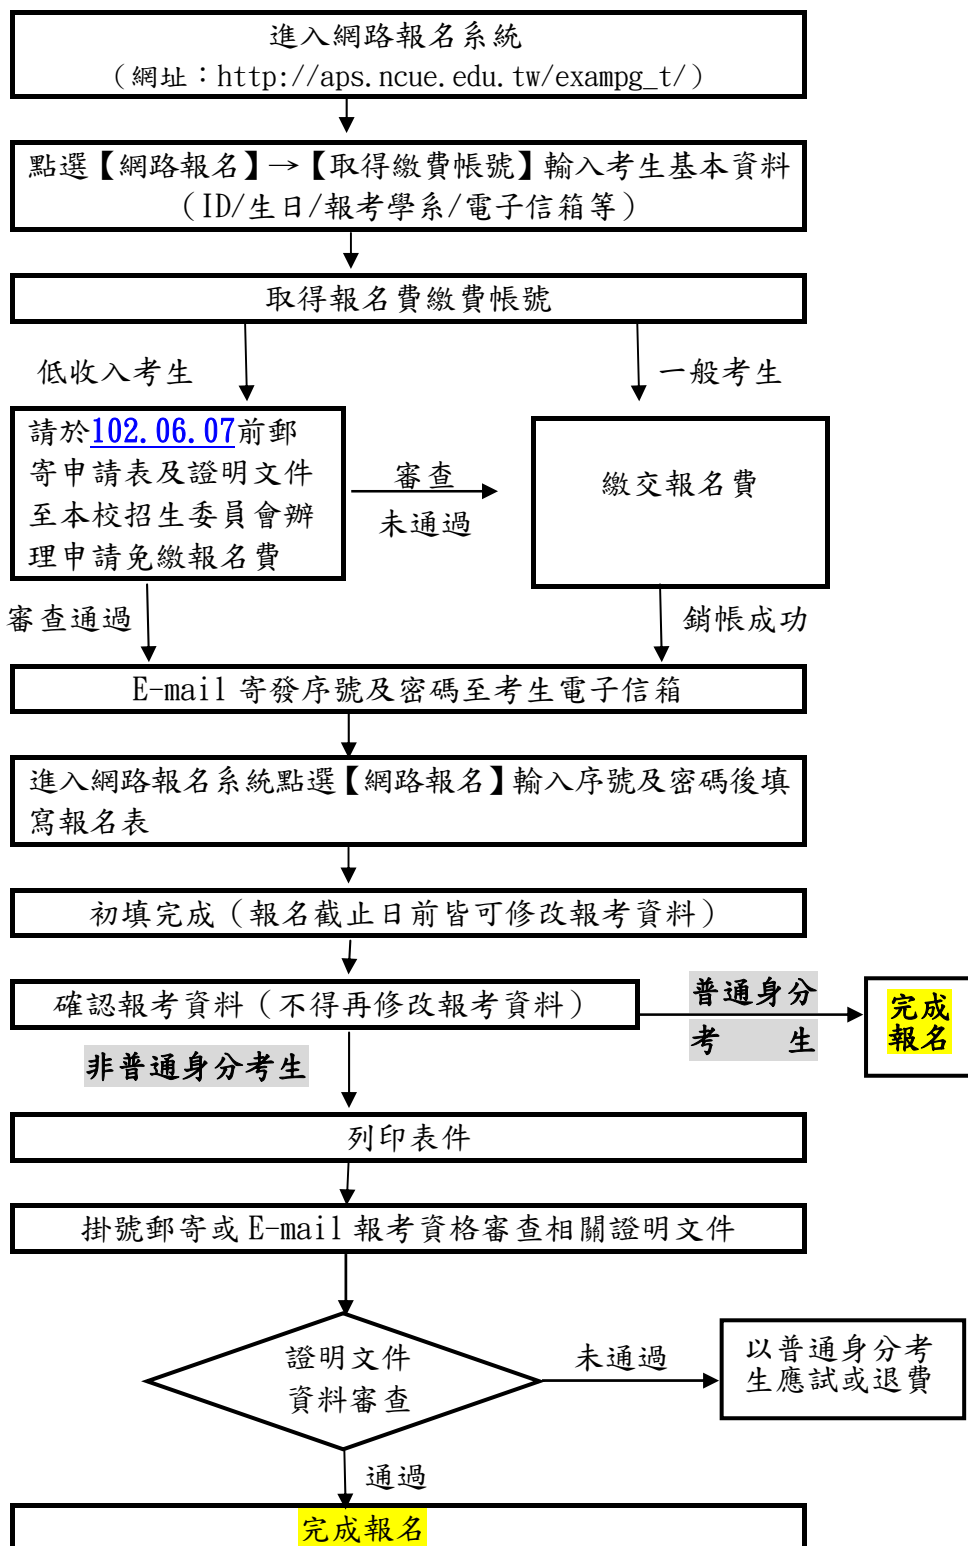 進入網路報名系統
（網址：http://aps.ncue.edu.tw/exampg_t/）
點選【網路報名】→【取得繳費帳號】輸入考生基本資料
（ID/生日/報考學系/電子信箱等）
取得報名費繳費帳號
低收入考生
一般考生
請於102.06.07前郵
寄申請表及證明文件
至本校招生委員會辦
理申請免繳報名費
審查
未通過
繳交報名費
審查通過
銷帳成功
E-mail 寄發序號及密碼至考生電子信箱
進入網路報名系統點選【網路報名】輸入序號及密碼後填
寫報名表
初填完成（報名截止日前皆可修改報考資料）
確認報考資料（不得再修改報考資料）
普通身分
考 生
完成
報名
非普通身分考生
列印表件
掛號郵寄或 E-mail 報考資格審查相關證明文件
證明文件
資料審查
未通過
以普通身分考
生應試或退費
通過
完成報名